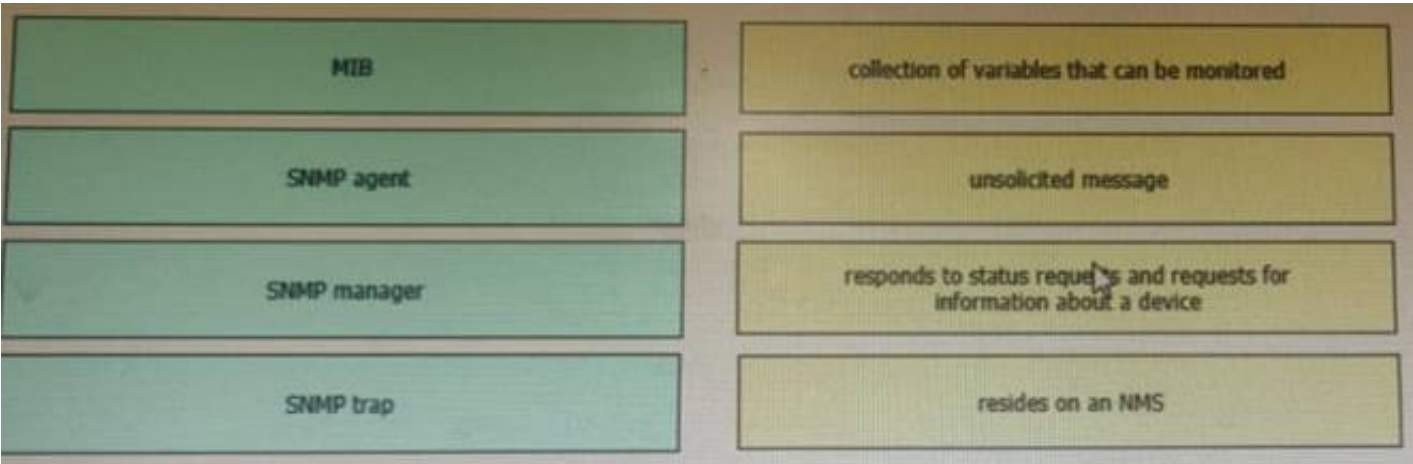 MIB
collection of variables that can be monitored
SNMP agent
unsolicited message
SNMP manager
responds to status requests and requests for
information about a device
SNMP trap
resides on an NMS